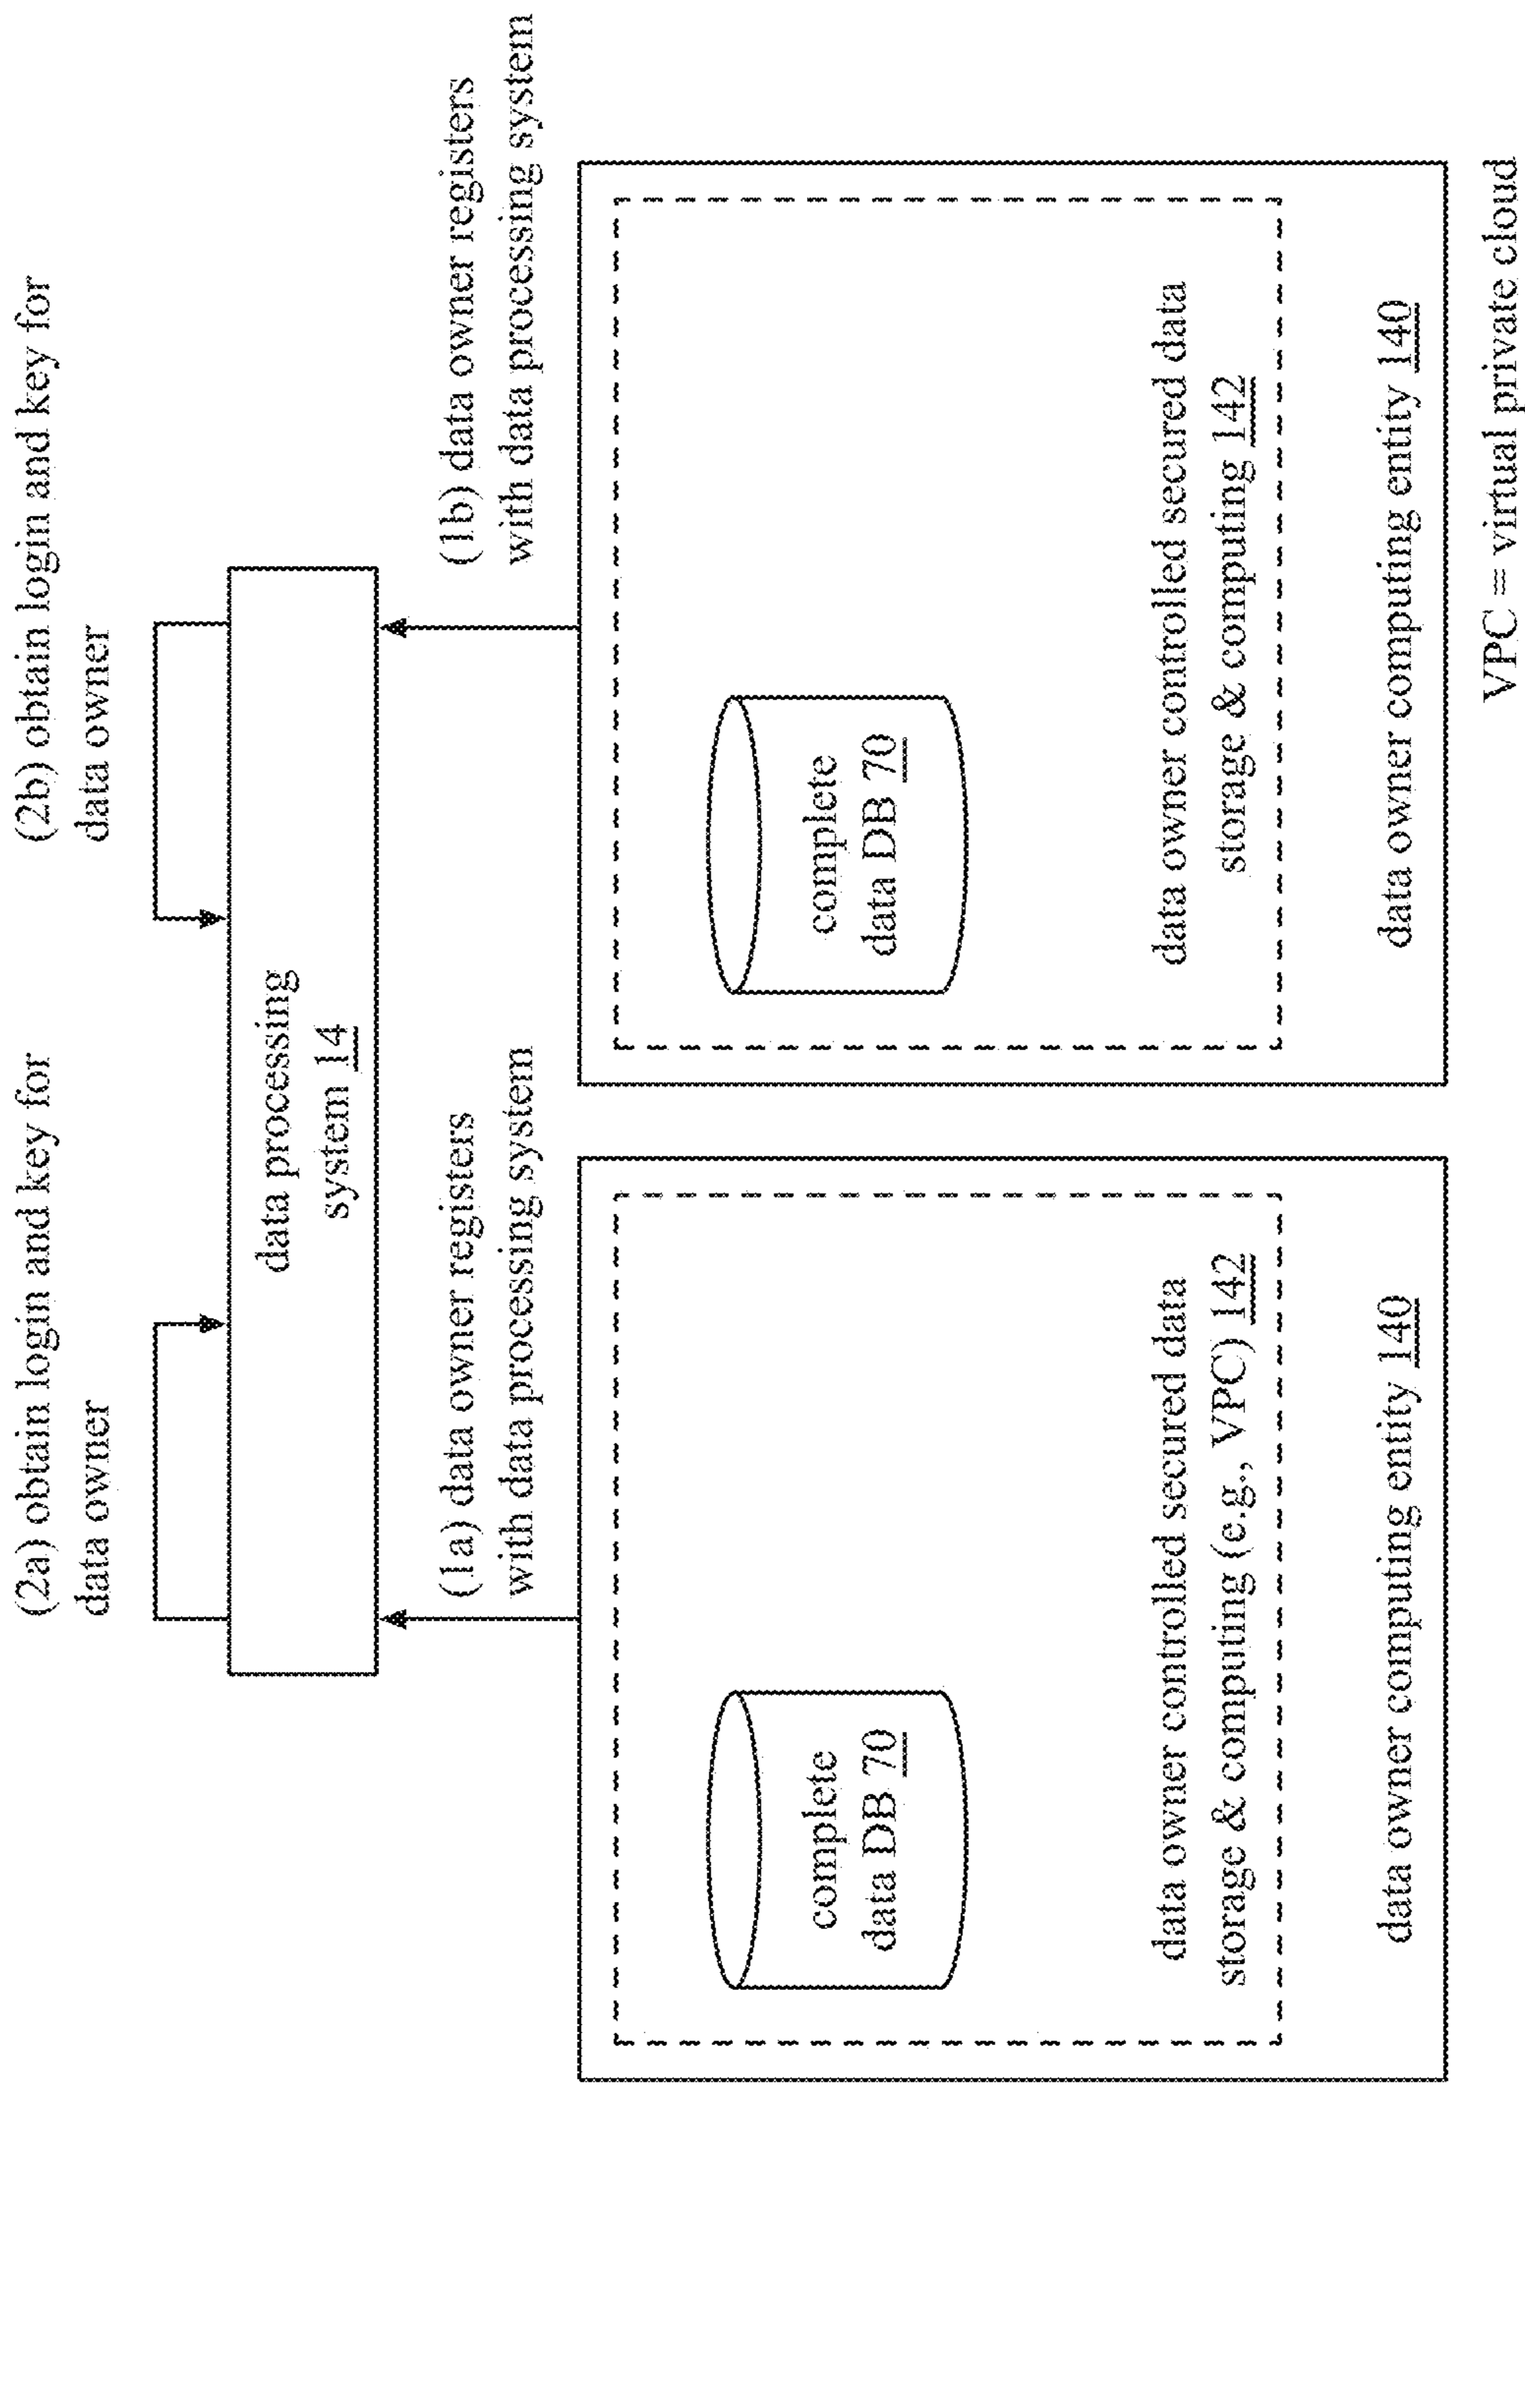 (2a) obtain login and key for
data owner
(2b) obtain login and key for
data owner
data processing
system 14
(1a) data owner registers
with data processing system
(1b) data owner registers
with data processing system
complete
data DB 70
data owner controlled secured data
storage & computing (e.g., VPC) 142
data owner computing entity 140
complete
data DB 70
data owner controlled secured data
storage & computing 142
data owner computing entity 140
VPC = virtual private cloud